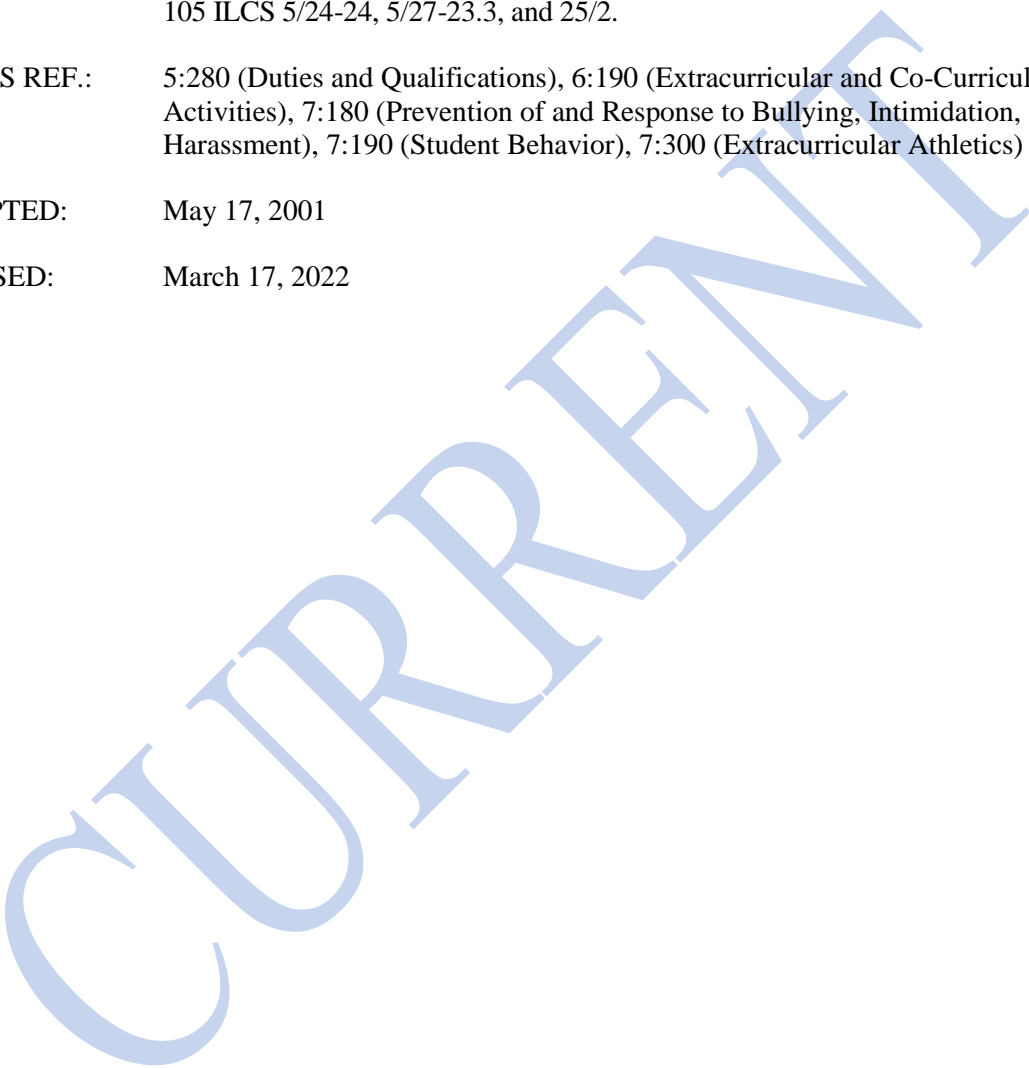 105 ILCS 5/24-24, 5/27-23.3, and 25/2.
S REF.: 5:280 (Duties and Qualifications), 6:190 (Extracurricular and Co-Curricul
Activities), 7:180 (Prevention of and Response to Bullying, Intimidation,
Harassment), 7:190 (Student Behavior), 7:300 (Extracurricular Athletics)
PTED: May 17, 2001
SED: March 17, 2022
CURRENT